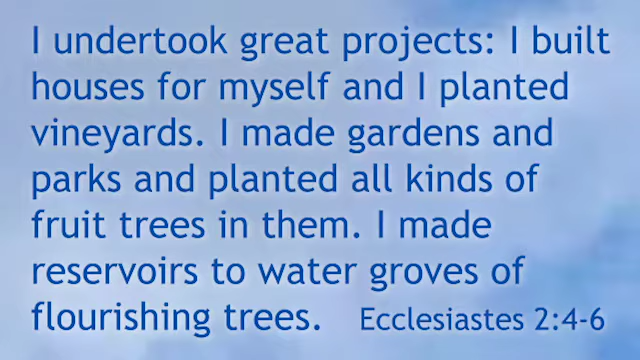 I undertook great projects: I built
houses for myself and I planted
vineyards. I made gardens and
parks and planted all kinds of
fruit trees in them. I made
reservoirs to water groves of
flourishing trees. Ecclesiastes 2:4-6